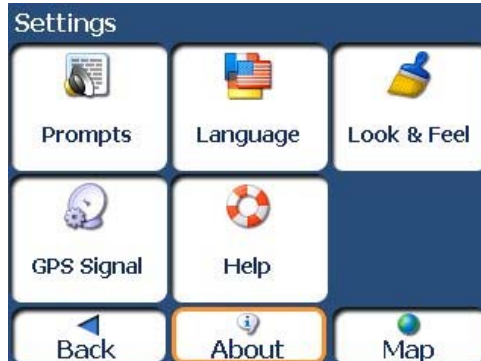 Settings
Prompts
Language
Look & Feel
GPS Signal
Help
Back
About
Map